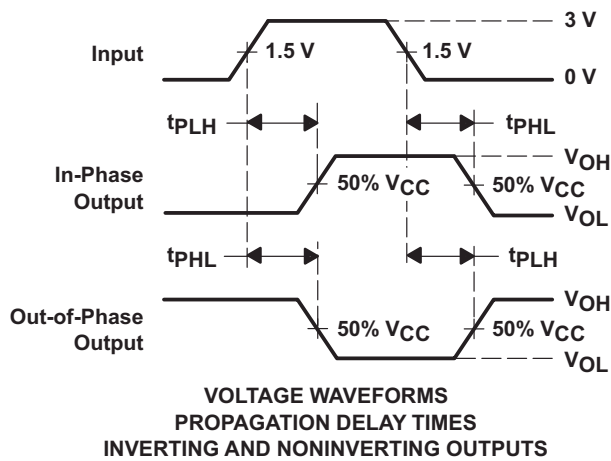 3 V
Input
1.5 V
1.5 V
0 V
tPLH
tPHL
VOH
In-Phase
Output
50% VCC
50% VCC
VOL
tPHL
tPLH
VOH
Out-of-Phase
Output
50% VCC
50% VCC
VOL
VOLTAGE WAVEFORMS
PROPAGATION DELAY TIMES
INVERTING AND NONINVERTING OUTPUTS